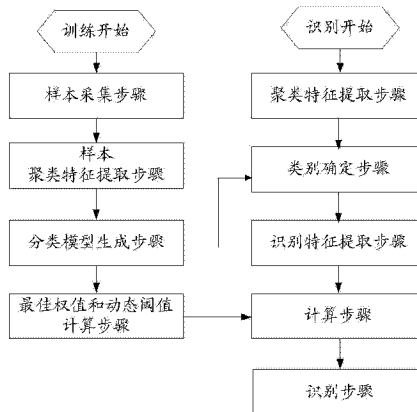 训练开始
样本采集步骤
样本
聚类特征提取步骤
分类模型生成步骤
最佳权值和动态阈值
计算步骤
识别开始
聚类特征提取步骤
类别确定步骤
识别特征提取步骤
计算步骤
识别步骤